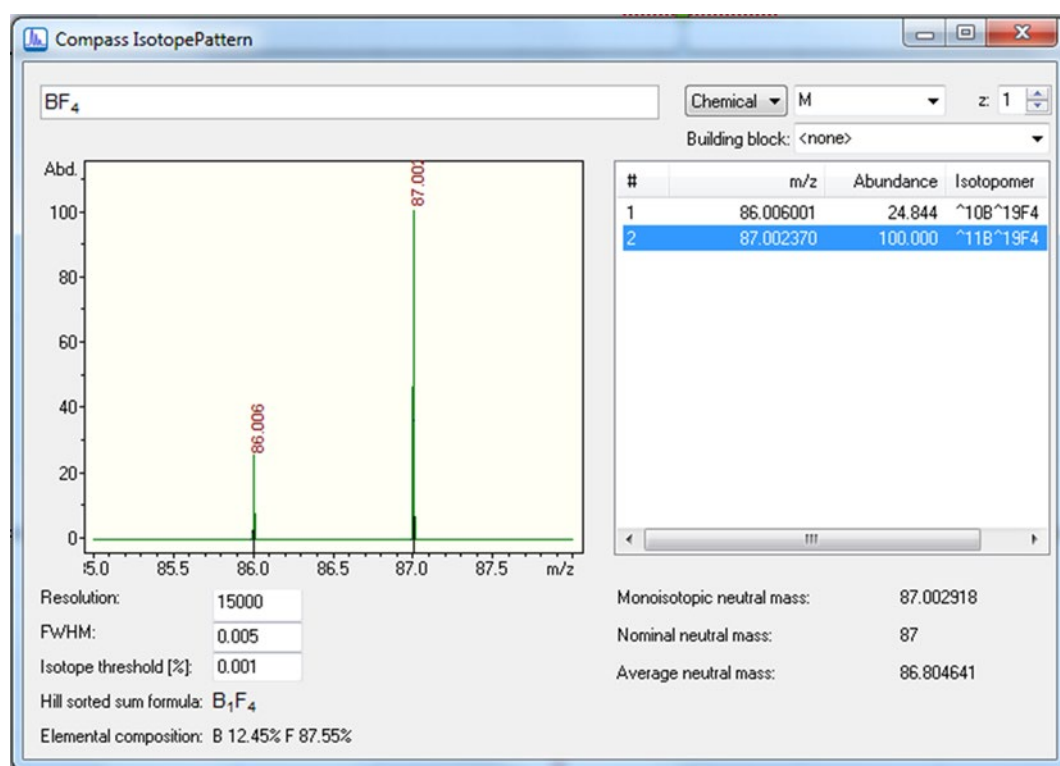 Compass IsotopePattern
BF₄
Chemical M z: 1
Building block: <none>
Abd.
100
80
60
40
20
0
87.002
86.006
5.0 85.5 86.0 86.5 87.0 87.5 m/z
# m/z Abundance Isotopomer
1 86.006001 24.844 ^10B^19F4
2 87.002370 100.000 ^11B^19F4
Resolution: 15000
FWHM: 0.005
Isotope threshold [%]: 0.001
Hill sorted sum formula: B₁F₄
Elemental composition: B 12.45% F 87.55%
Monoisotopic neutral mass: 87.002918
Nominal neutral mass: 87
Average neutral mass: 86.804641